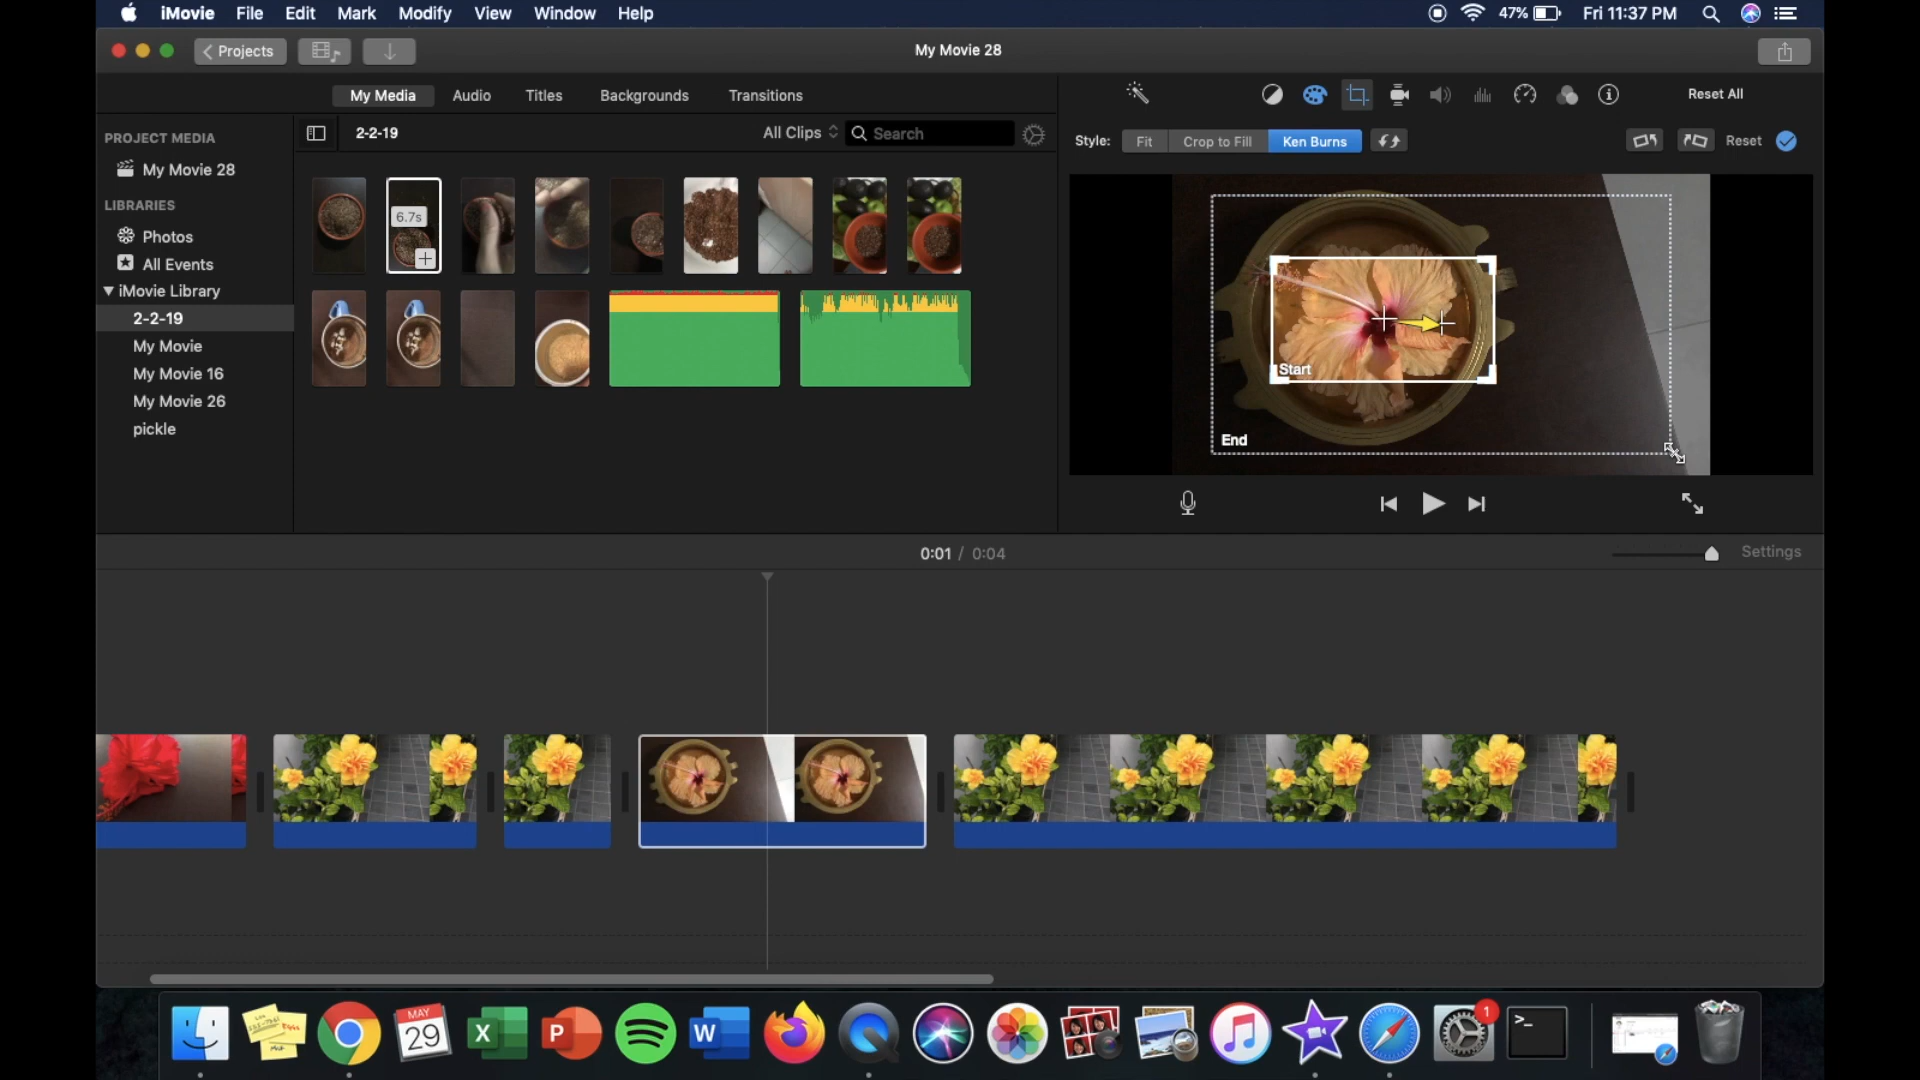 iMovie File Edit Mark Modify View Window Help
47% Fri 11:37 PM
Projects
My Movie 28
My Media Audio Titles Backgrounds Transitions
Reset All
PROJECT MEDIA
My Movie 28
LIBRARIES
Photos
All Events
iMovie Library
2-2-19
My Movie
My Movie 16
My Movie 26
pickle
2-2-19
All Clips
Search
6.7s
Style: Fit Crop to Fill Ken Burns
Reset
Start
End
0:01 / 0:04
Settings
MAY
29
X
P
W
1
>_